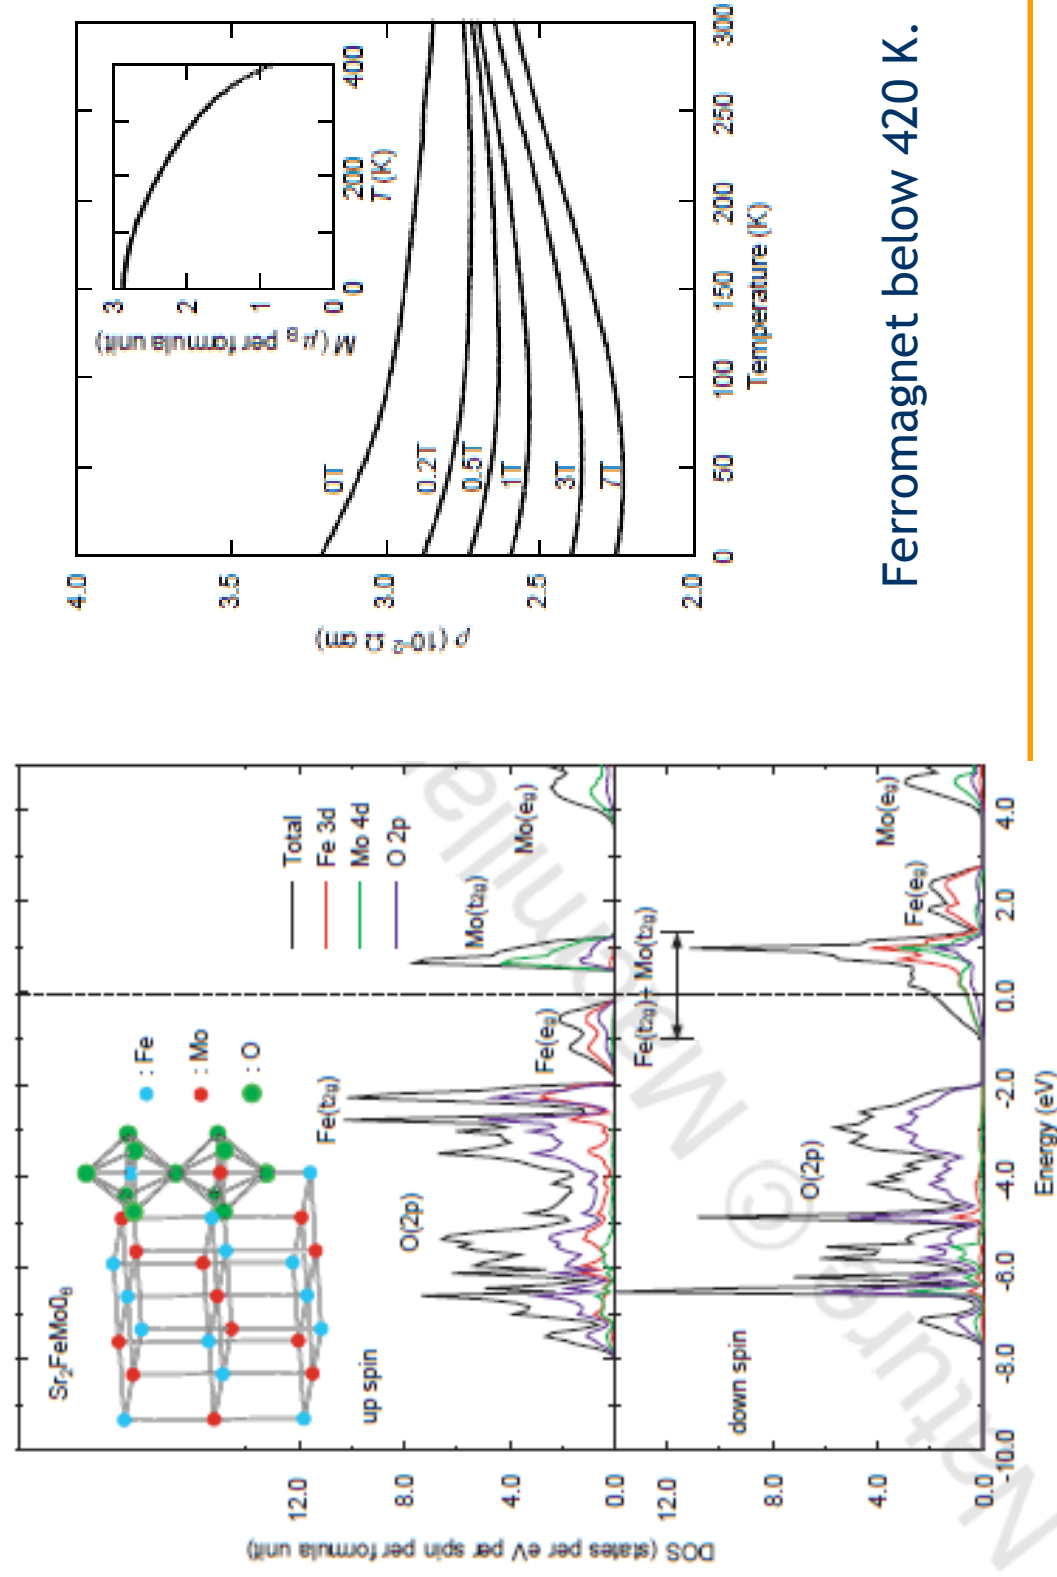 Sr₂FeMoO₆
: Fe
: Mo
: O
up spin
Total
Fe 3d
Mo 4d
O 2p
O(2p)
Fe(t₂g)
Fe(eg)
Mo(t₂g)
Mo(eg)
12.0
8.0
4.0
0.0
down spin
O(2p)
Fe(t₂g)+ Mo(t₂g)
Fe(eg)
Mo(eg)
12.0
8.0
4.0
0.0
DOS (states per eV per spin per formula unit)
-10.0 -8.0 -6.0 -4.0 -2.0 0.0 2.0 4.0
Energy (eV)
Nature © Macmillan
4.0
3.5
3.0
2.5
2.0
ρ (10⁻² Ω cm)
0T
0.2T
0.5T
1T
3T
7T
0 50 100 150 200 250 300
Temperature (K)
3
2
1
0
M (μB per formula unit)
0 200 400
T (K)
Ferromagnet below 420 K.